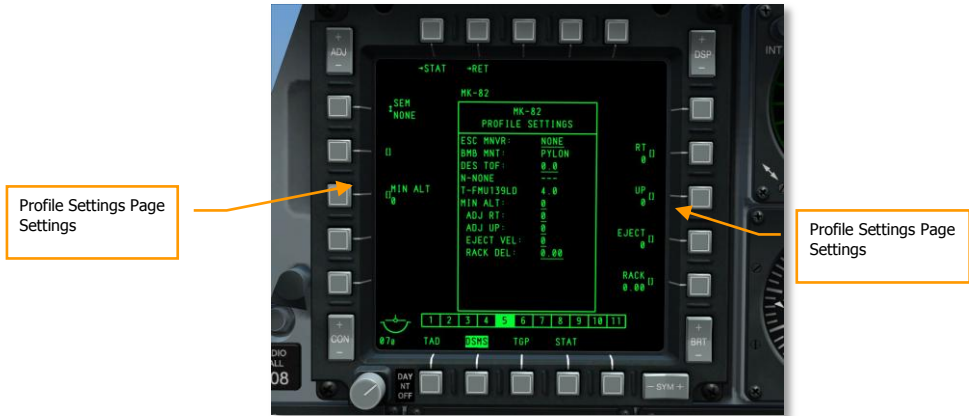 ADJ
DSP
INT
→STAT →RET
MK-82
SEM
NONE
MK-82
PROFILE SETTINGS
ESC MNVR: NONE
BMB MNT: PYLON
DES TOF: 0.0
N-NONE ---
T-FMU139LD 4.0
MIN ALT: 0
ADJ RT: 0
ADJ UP: 0
EJECT VEL: 0
RACK DEL: 0.00
MIN ALT
0
RT
0
UP
0
EJECT
0
RACK
0.00
Profile Settings Page
Settings
Profile Settings Page
Settings
1 2 3 4 5 6 7 8 9 10 11
TAD DSMS TGP STAT
CON
BRT
DAY
NT
OFF
- SYM +
08